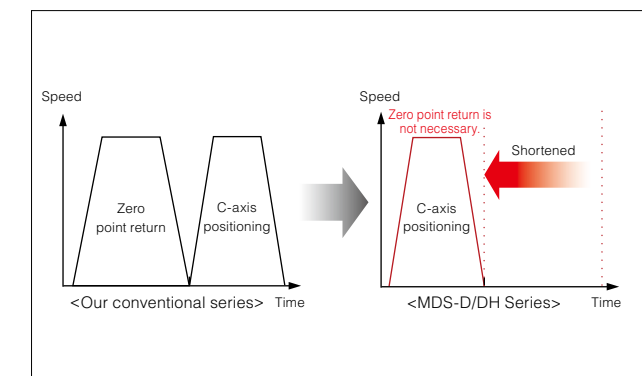 Speed
Zero
point return
C-axis
positioning
<Our conventional series>
Time
Speed
Zero point return is
not necessary.
Shortened
C-axis
positioning
<MDS-D/DH Series>
Time